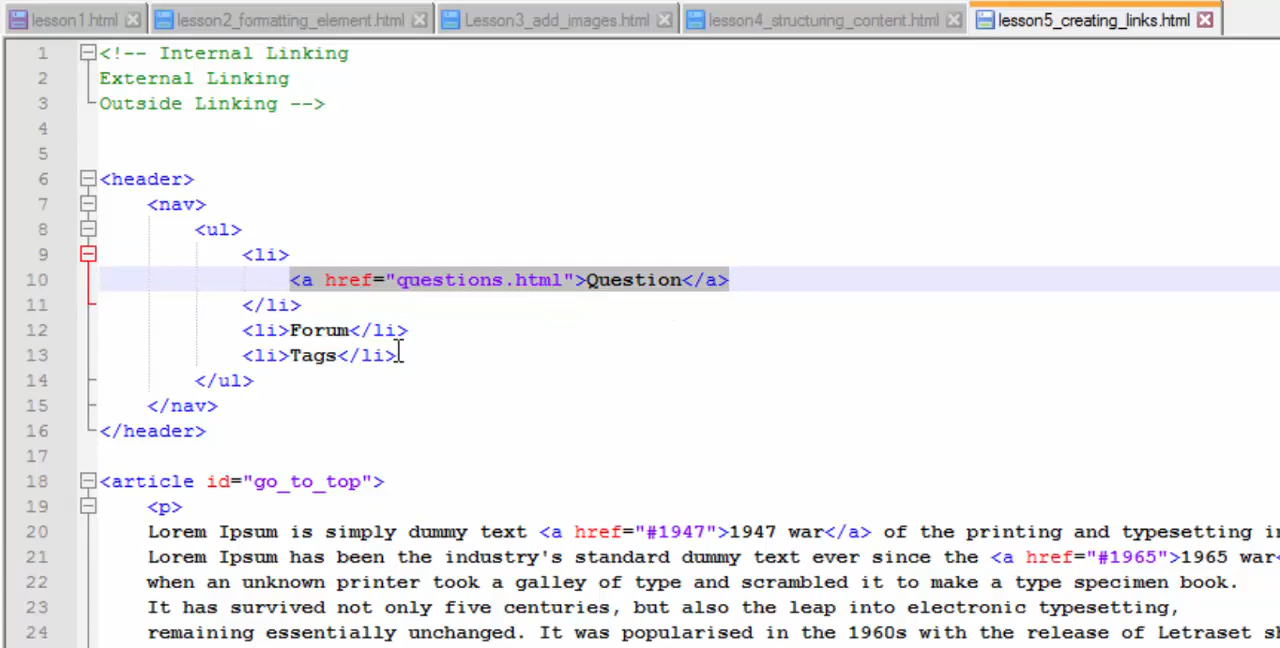 lesson1.html lesson2_formatting_element.html Lesson3_add_images.html lesson4_structuring_content.html lesson5_creating_links.html
1 <!-- Internal Linking
2 External Linking
3 Outside Linking -->
4
5
6 <header>
7 <nav>
8 <ul>
9 <li>
10 <a href="questions.html">Question</a>
11 </li>
12 <li>Forum</li>
13 <li>Tags</li>
14 </ul>
15 </nav>
16 </header>
17
18 <article id="go_to_top">
19 <p>
20 Lorem Ipsum is simply dummy text <a href="#1947">1947 war</a> of the printing and typesetting
21 Lorem Ipsum has been the industry's standard dummy text ever since the <a href="#1965">1965 war<
22 when an unknown printer took a galley of type and scrambled it to make a type specimen book.
23 It has survived not only five centuries, but also the leap into electronic typesetting,
24 remaining essentially unchanged. It was popularised in the 1960s with the release of Letraset